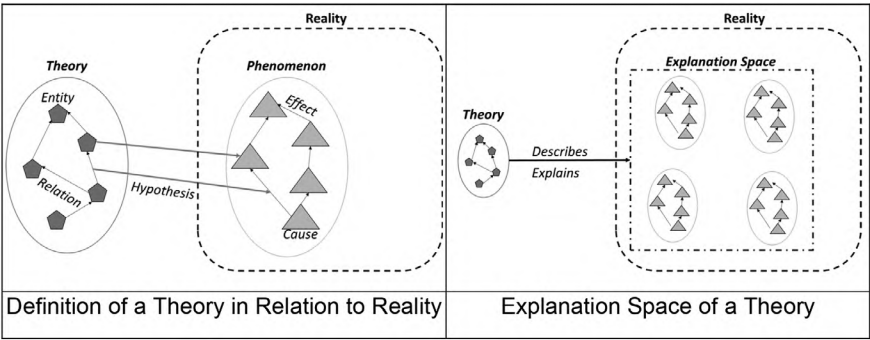 Reality
Theory
Phenomenon
Entity
Effect
Relation
Hypothesis
Cause
Definition of a Theory in Relation to Reality
Reality
Explanation Space
Theory
Describes
Explains
Explanation Space of a Theory